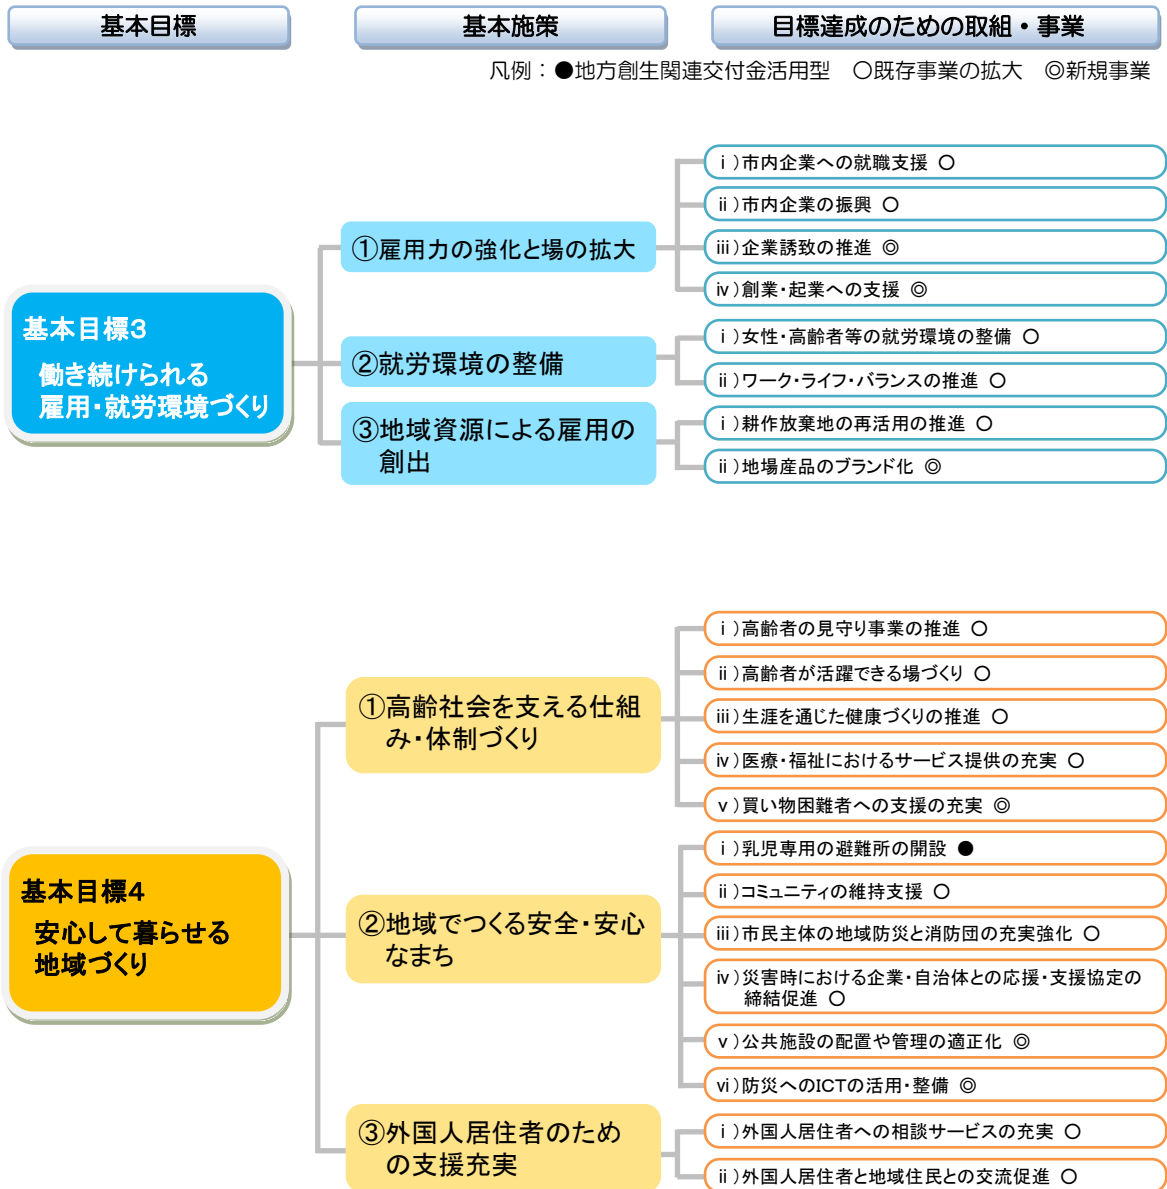 基本目標
基本施策
目標達成のための取組・事業
凡例：●地方創生関連交付金活用型　○既存事業の拡大　◎新規事業
基本目標3
働き続けられる
雇用・就労環境づくり
①雇用力の強化と場の拡大
ⅰ）市内企業への就職支援 ○
ⅱ）市内企業の振興 ○
ⅲ）企業誘致の推進 ◎
ⅳ）創業・起業への支援 ◎
②就労環境の整備
ⅰ）女性・高齢者等の就労環境の整備 ○
ⅱ）ワーク・ライフ・バランスの推進 ○
③地域資源による雇用の
創出
ⅰ）耕作放棄地の再活用の推進 ○
ⅱ）地場産品のブランド化 ◎
基本目標4
安心して暮らせる
地域づくり
①高齢社会を支える仕組
み・体制づくり
ⅰ）高齢者の見守り事業の推進 ○
ⅱ）高齢者が活躍できる場づくり ○
ⅲ）生涯を通じた健康づくりの推進 ○
ⅳ）医療・福祉におけるサービス提供の充実 ○
ⅴ）買い物困難者への支援の充実 ◎
②地域でつくる安全・安心
なまち
ⅰ）乳児専用の避難所の開設 ●
ⅱ）コミュニティの維持支援 ○
ⅲ）市民主体の地域防災と消防団の充実強化 ○
ⅳ）災害時における企業・自治体との応援・支援協定の
締結促進 ○
ⅴ）公共施設の配置や管理の適正化 ◎
ⅵ）防災へのICTの活用・整備 ◎
③外国人居住者のため
の支援充実
ⅰ）外国人居住者への相談サービスの充実 ○
ⅱ）外国人居住者と地域住民との交流促進 ○